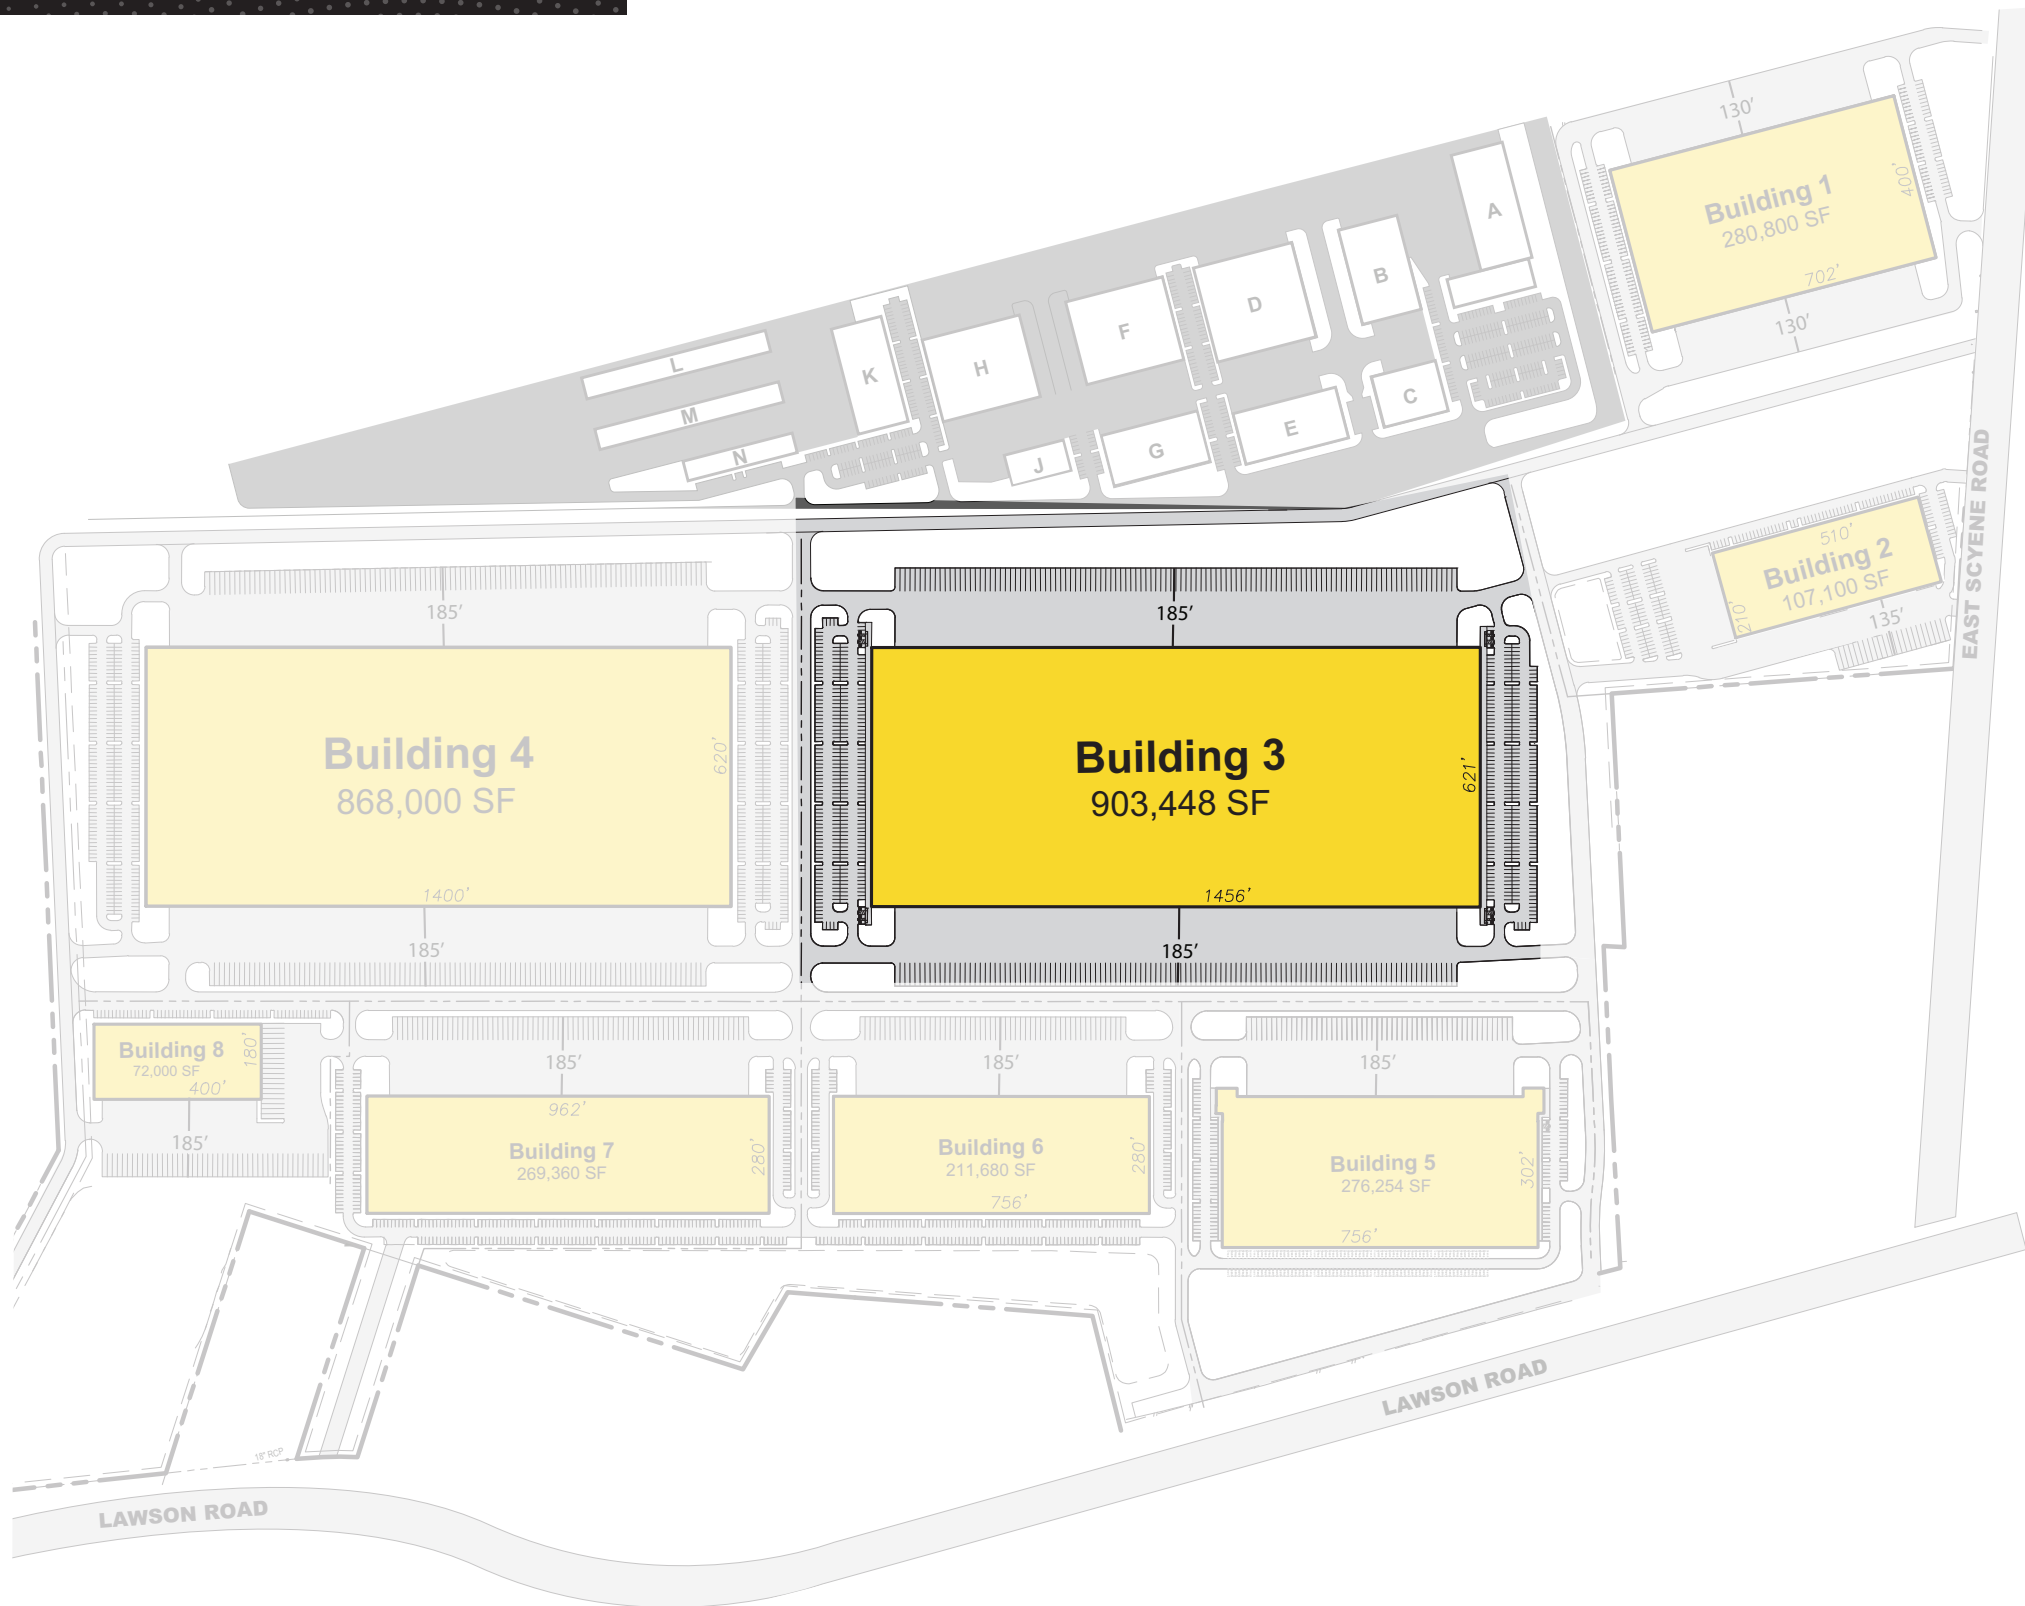 130'
Building 1
280,800 SF
400'
702'
130'
A
B
C
D
E
F
G
H
J
K
L
M
N
510'
Building 2
107,100 SF
210'
135'
EAST SCYENE ROAD
185'
Building 4
868,000 SF
620'
1400'
185'
185'
Building 3
903,448 SF
621'
1456'
185'
Building 8
72,000 SF
180'
400'
185'
185'
962'
Building 7
269,360 SF
280'
185'
Building 6
211,680 SF
280'
756'
185'
Building 5
276,254 SF
302'
756'
LAWSON ROAD
18" RCP
LAWSON ROAD